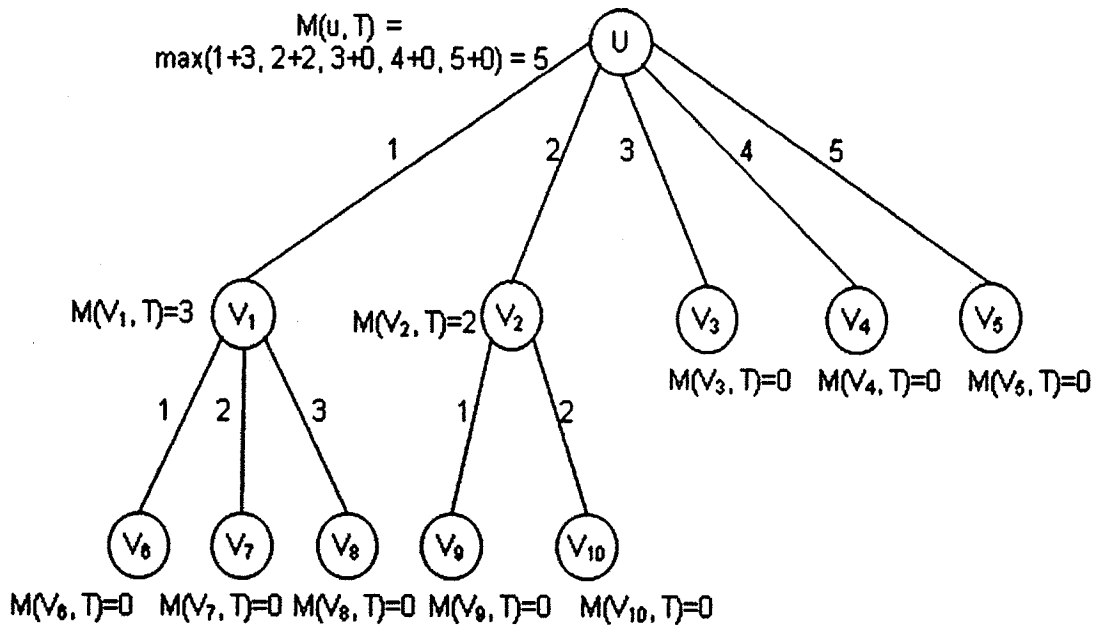 M(u, T) =
max(1+3, 2+2, 3+0, 4+0, 5+0) = 5
U
1 2 3 4 5
M(V₁, T)=3 V₁ M(V₂, T)=2 V₂ V₃ V₄ V₅
M(V₃, T)=0 M(V₄, T)=0 M(V₅, T)=0
1 2 3 1 2
V₆ V₇ V₈ V₉ V₁₀
M(V₆, T)=0 M(V₇, T)=0 M(V₈, T)=0 M(V₉, T)=0 M(V₁₀, T)=0